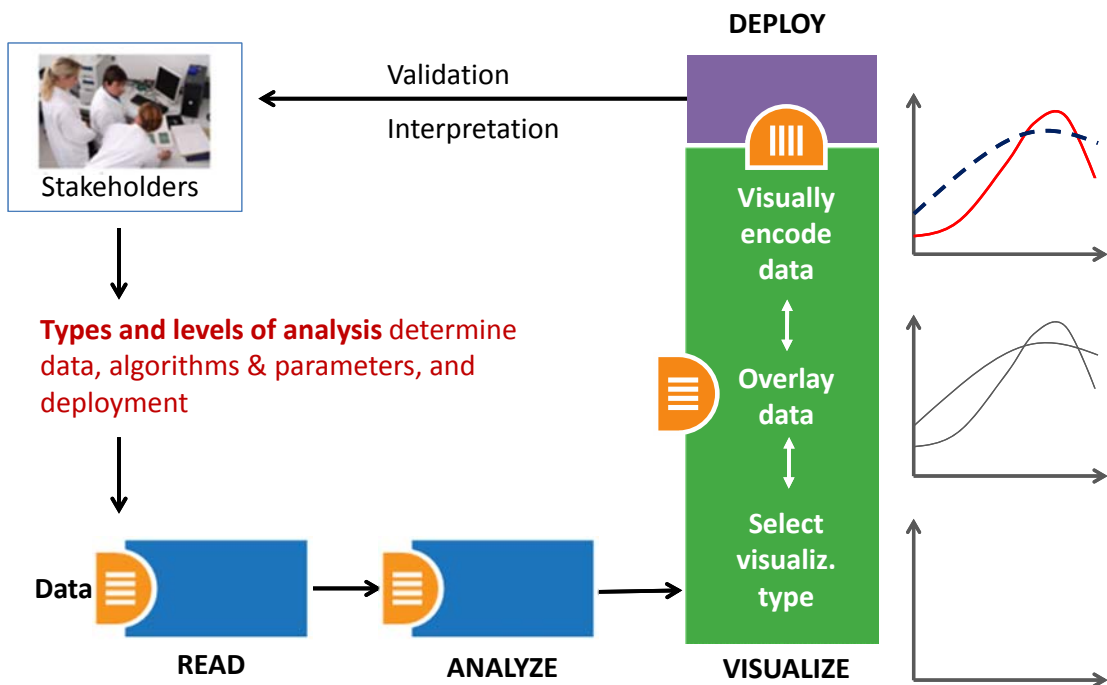 DEPLOY
Validation
Interpretation
Stakeholders
Visually
encode
data
Types and levels of analysis determine
data, algorithms & parameters, and
deployment
Overlay
data
Select
visualiz.
type
Data
READ
ANALYZE
VISUALIZE